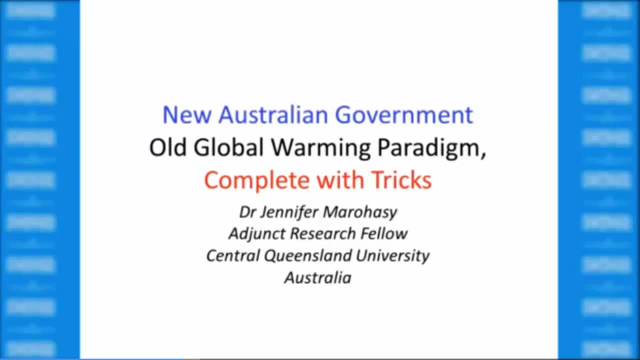 New Australian Government
Old Global Warming Paradigm,
Complete with Tricks
Dr Jennifer Marohasy
Adjunct Research Fellow
Central Queensland University
Australia